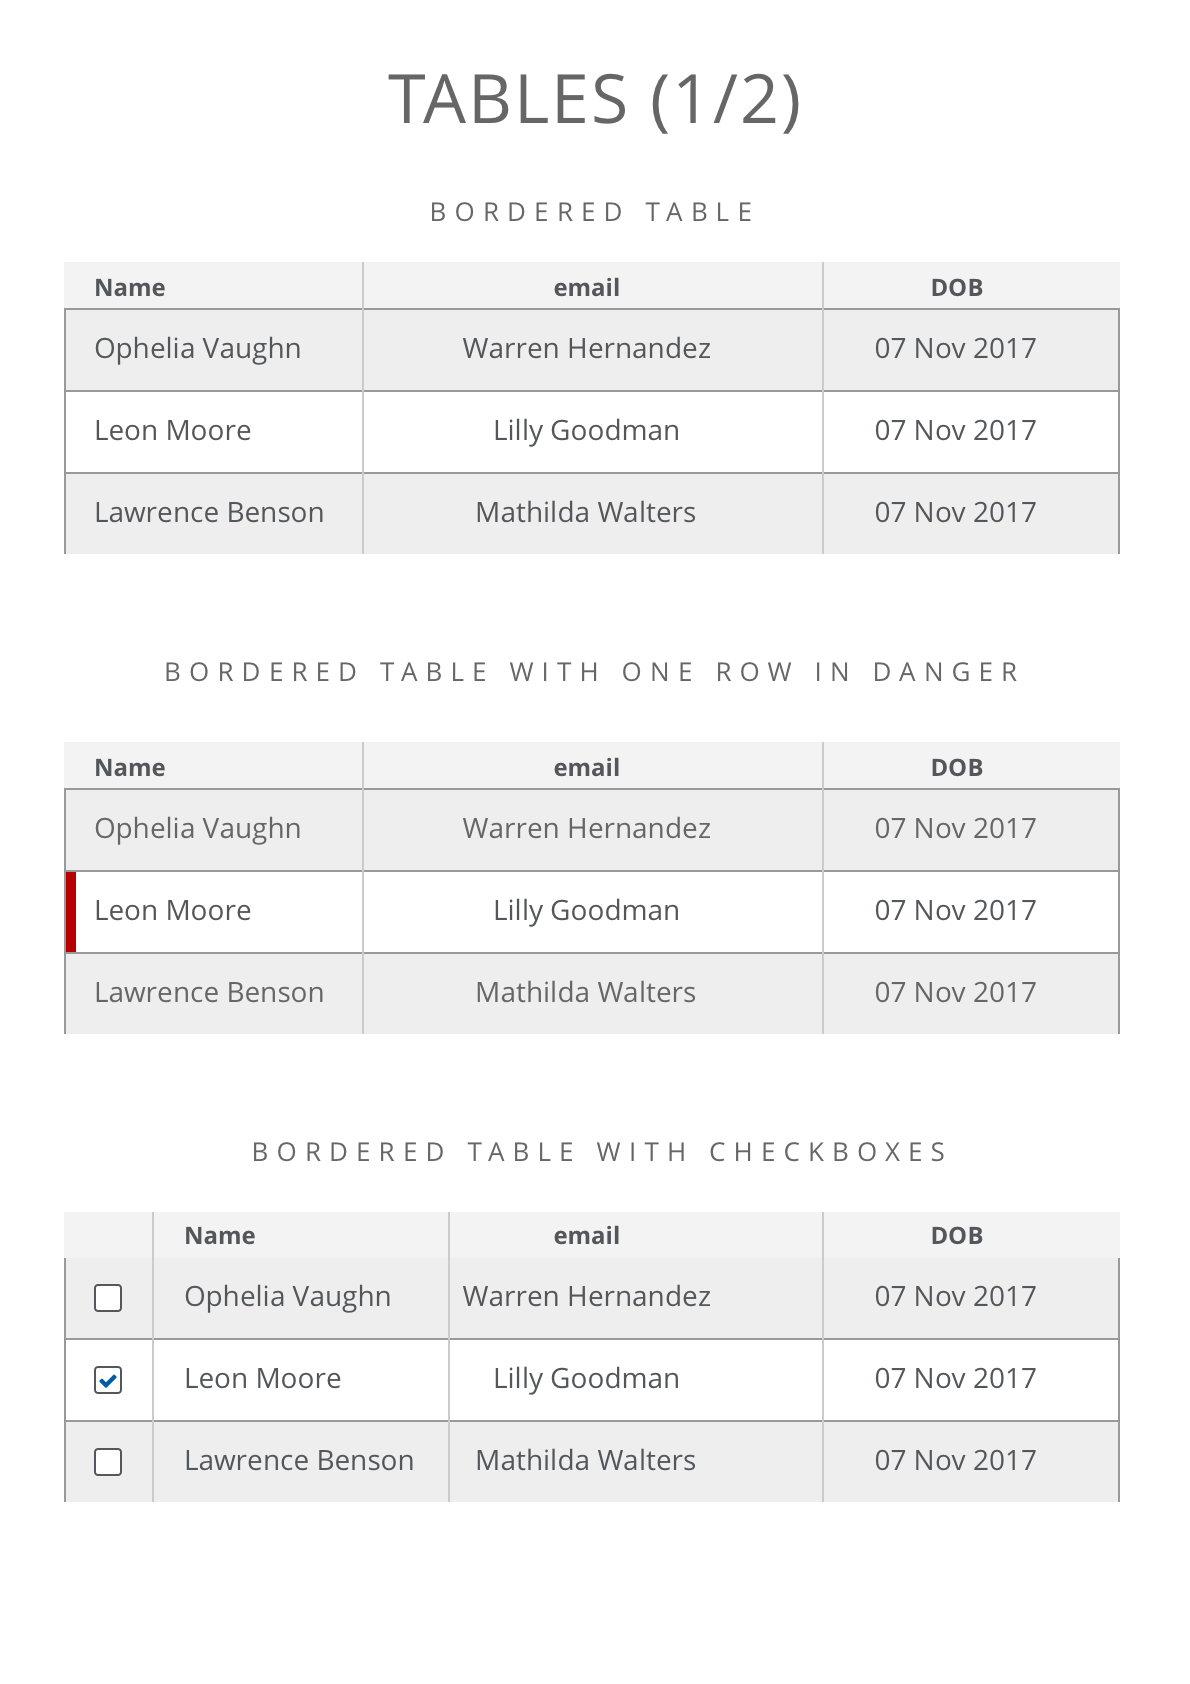 TABLES (1/2)
BORDERED TABLE
Name email DOB
Ophelia Vaughn Warren Hernandez 07 Nov 2017
Leon Moore Lilly Goodman 07 Nov 2017
Lawrence Benson Mathilda Walters 07 Nov 2017
BORDERED TABLE WITH ONE ROW IN DANGER
Name email DOB
Ophelia Vaughn Warren Hernandez 07 Nov 2017
Leon Moore Lilly Goodman 07 Nov 2017
Lawrence Benson Mathilda Walters 07 Nov 2017
BORDERED TABLE WITH CHECKBOXES
Name email DOB
Ophelia Vaughn Warren Hernandez 07 Nov 2017
Leon Moore Lilly Goodman 07 Nov 2017
Lawrence Benson Mathilda Walters 07 Nov 2017